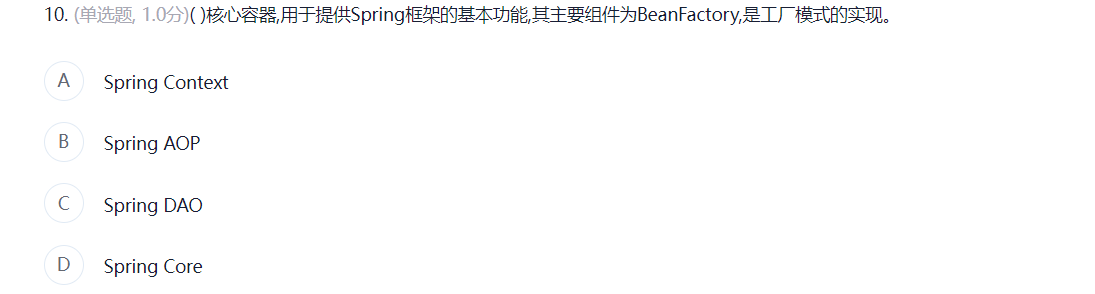 10. (单选题, 1.0分)( )核心容器,用于提供Spring框架的基本功能,其主要组件为BeanFactory,是工厂模式的实现。
A Spring Context
B Spring AOP
C Spring DAO
D Spring Core